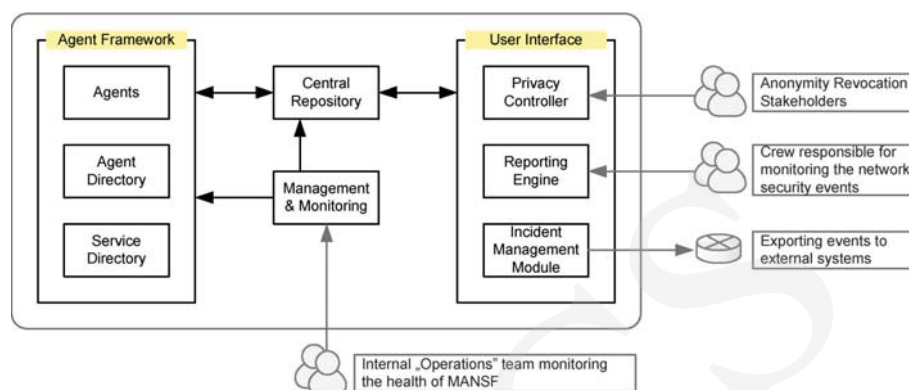 Agent Framework
Agents
Agent
Directory
Service
Directory
Central
Repository
Management
& Monitoring
User Interface
Privacy
Controller
Reporting
Engine
Incident
Management
Module
Anonymity Revocation
Stakeholders
Crew responsible for
monitoring the network
security events
Exporting events to
external systems
Internal „Operations” team monitoring
the health of MANSF